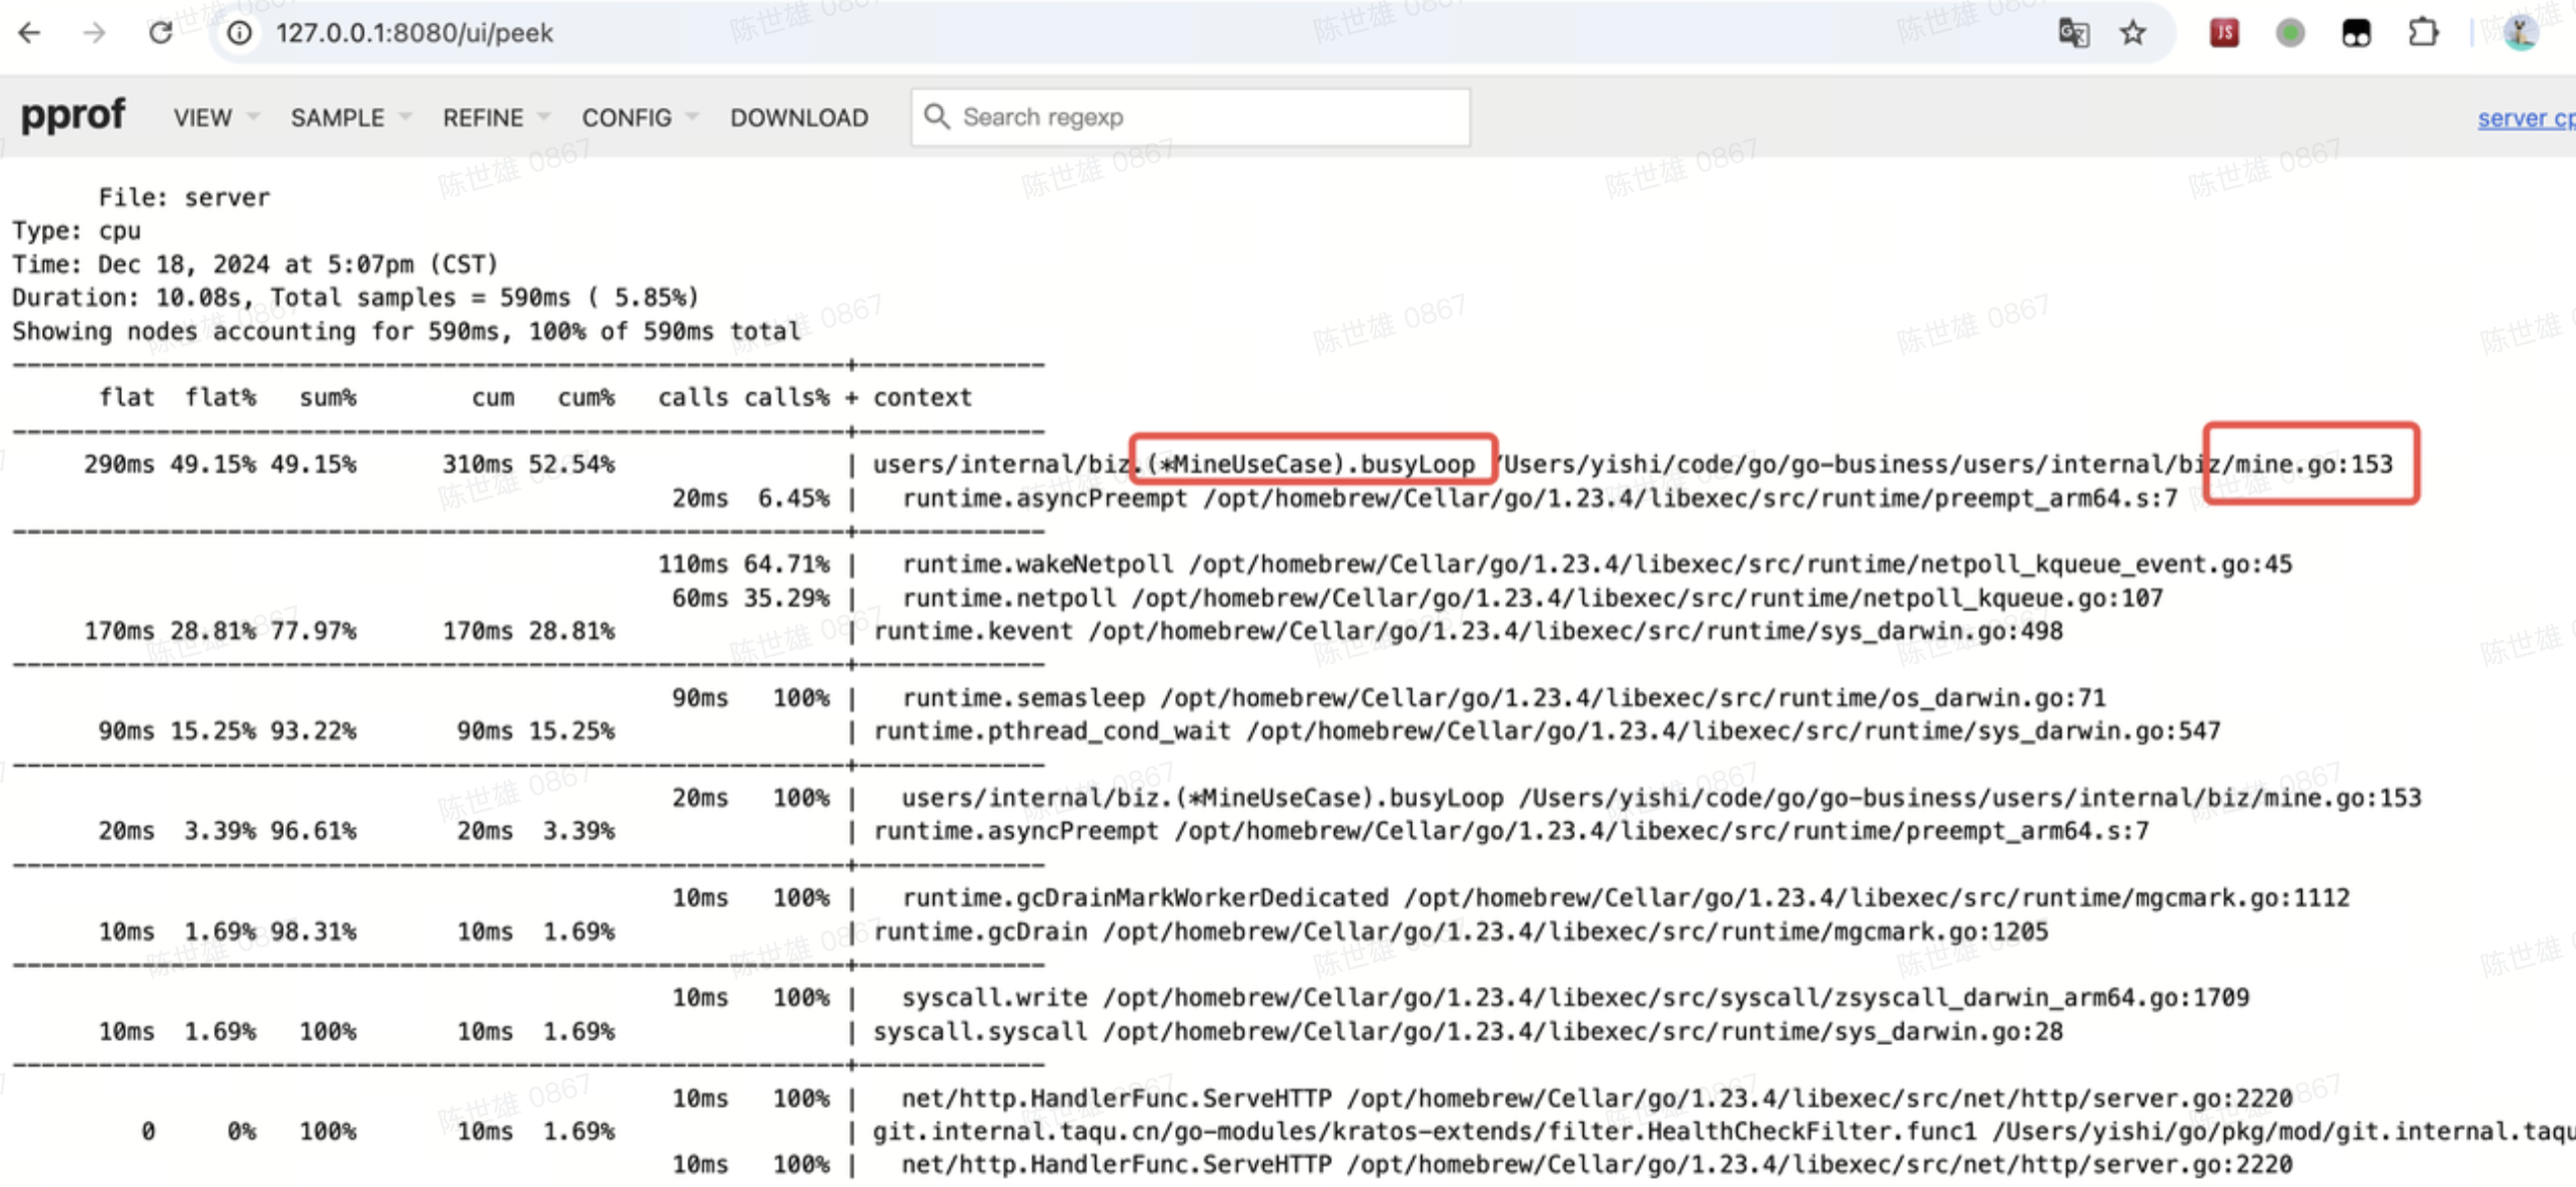 127.0.0.1:8080/ui/peek
pprof VIEW SAMPLE REFINE CONFIG DOWNLOAD Search regexp server cp
File: server
Type: cpu
Time: Dec 18, 2024 at 5:07pm (CST)
Duration: 10.08s, Total samples = 590ms ( 5.85%)
Showing nodes accounting for 590ms, 100% of 590ms total
----------------------------------------------------------+-------------
flat flat% sum% cum cum% calls calls% + context
----------------------------------------------------------+-------------
290ms 49.15% 49.15% 310ms 52.54% | users/internal/biz.(*MineUseCase).busyLoop /Users/yishi/code/go/go-business/users/internal/biz/mine.go:153
20ms 6.45% | runtime.asyncPreempt /opt/homebrew/Cellar/go/1.23.4/libexec/src/runtime/preempt_arm64.s:7
----------------------------------------------------------+-------------
110ms 64.71% | runtime.wakeNetpoll /opt/homebrew/Cellar/go/1.23.4/libexec/src/runtime/netpoll_kqueue_event.go:45
60ms 35.29% | runtime.netpoll /opt/homebrew/Cellar/go/1.23.4/libexec/src/runtime/netpoll_kqueue.go:107
170ms 28.81% 77.97% 170ms 28.81% | runtime.kevent /opt/homebrew/Cellar/go/1.23.4/libexec/src/runtime/sys_darwin.go:498
----------------------------------------------------------+-------------
90ms 100% | runtime.semasleep /opt/homebrew/Cellar/go/1.23.4/libexec/src/runtime/os_darwin.go:71
90ms 15.25% 93.22% 90ms 15.25% | runtime.pthread_cond_wait /opt/homebrew/Cellar/go/1.23.4/libexec/src/runtime/sys_darwin.go:547
----------------------------------------------------------+-------------
20ms 100% | users/internal/biz.(*MineUseCase).busyLoop /Users/yishi/code/go/go-business/users/internal/biz/mine.go:153
20ms 3.39% 96.61% 20ms 3.39% | runtime.asyncPreempt /opt/homebrew/Cellar/go/1.23.4/libexec/src/runtime/preempt_arm64.s:7
----------------------------------------------------------+-------------
10ms 100% | runtime.gcDrainMarkWorkerDedicated /opt/homebrew/Cellar/go/1.23.4/libexec/src/runtime/mgcmark.go:1112
10ms 1.69% 98.31% 10ms 1.69% | runtime.gcDrain /opt/homebrew/Cellar/go/1.23.4/libexec/src/runtime/mgcmark.go:1205
----------------------------------------------------------+-------------
10ms 100% | syscall.write /opt/homebrew/Cellar/go/1.23.4/libexec/src/syscall/zsyscall_darwin_arm64.go:1709
10ms 1.69% 100% 10ms 1.69% | syscall.syscall /opt/homebrew/Cellar/go/1.23.4/libexec/src/runtime/sys_darwin.go:28
----------------------------------------------------------+-------------
10ms 100% | net/http.HandlerFunc.ServeHTTP /opt/homebrew/Cellar/go/1.23.4/libexec/src/net/http/server.go:2220
0 0% 100% 10ms 1.69% | git.internal.taqu.cn/go-modules/kratos-extends/filter.HealthCheckFilter.func1 /Users/yishi/go/pkg/mod/git.internal.taqu
10ms 100% | net/http.HandlerFunc.ServeHTTP /opt/homebrew/Cellar/go/1.23.4/libexec/src/net/http/server.go:2220
陈世雄 0867